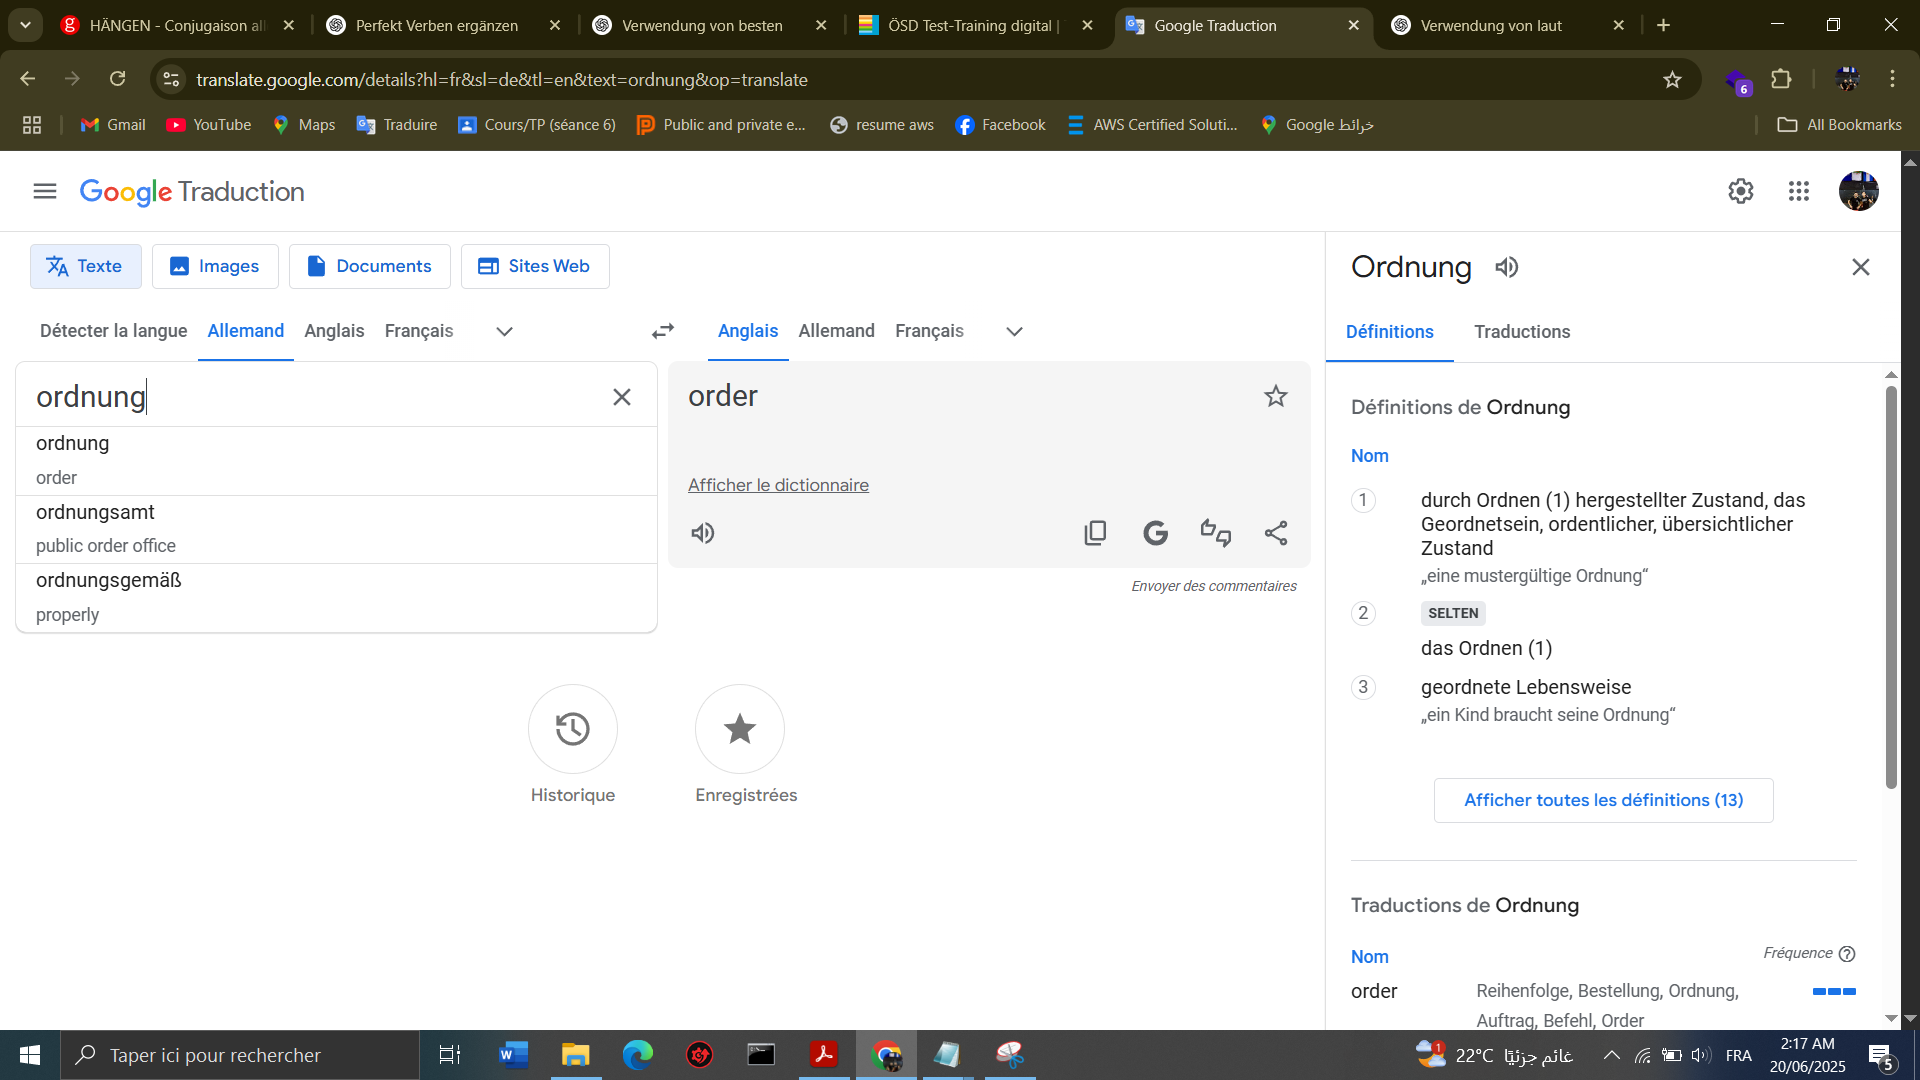 HÄNGEN - Conjugaison all
Perfekt Verben ergänzen
Verwendung von besten
ÖSD Test-Training digital |
Google Traduction
Verwendung von laut
translate.google.com/details?hl=fr&sl=de&tl=en&text=ordnung&op=translate
6
Gmail
YouTube
Maps
Traduire
Cours/TP (séance 6)
Public and private e...
resume aws
Facebook
AWS Certified Soluti...
خرائط Google
All Bookmarks
Google Traduction
Texte
Images
Documents
Sites Web
Détecter la langue
Allemand
Anglais
Français
Anglais
Allemand
Français
ordnung
ordnung
order
ordnungsamt
public order office
ordnungsgemäß
properly
order
Afficher le dictionnaire
Envoyer des commentaires
Historique
Enregistrées
Ordnung
Définitions
Traductions
Définitions de Ordnung
Nom
1
durch Ordnen (1) hergestellter Zustand, das
Geordnetsein, ordentlicher, übersichtlicher
Zustand
„eine mustergültige Ordnung“
2
SELTEN
das Ordnen (1)
3
geordnete Lebensweise
„ein Kind braucht seine Ordnung“
Afficher toutes les définitions (13)
Traductions de Ordnung
Nom
Fréquence
order
Reihenfolge, Bestellung, Ordnung,
Auftrag, Befehl, Order
Taper ici pour rechercher
1
22°C غائم جزئيًا
FRA
2:17 AM
20/06/2025
5